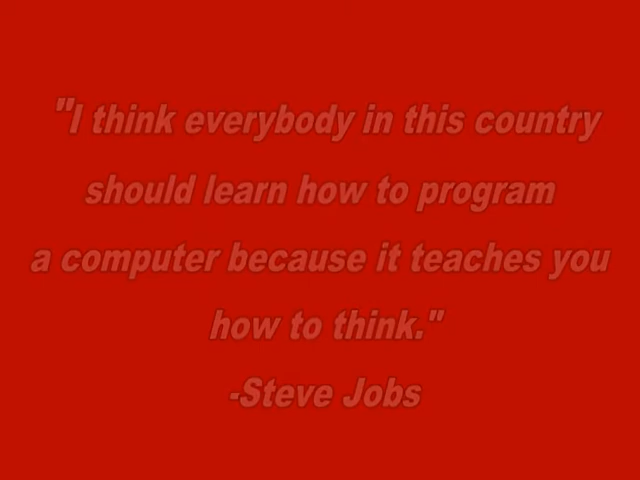 "I think everybody in this country
should learn how to program
a computer because it teaches you
how to think."
-Steve Jobs